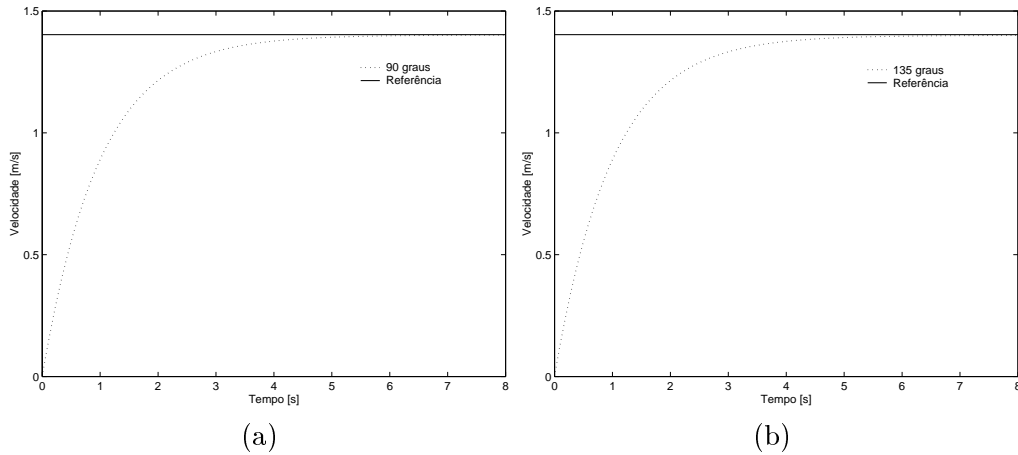 1.5
1
0.5
0
Velocidade [m/s]
90 graus
Referência
0 1 2 3 4 5 6 7 8
Tempo [s]
(a)
1.5
1
0.5
0
Velocidade [m/s]
135 graus
Referência
0 1 2 3 4 5 6 7 8
Tempo [s]
(b)